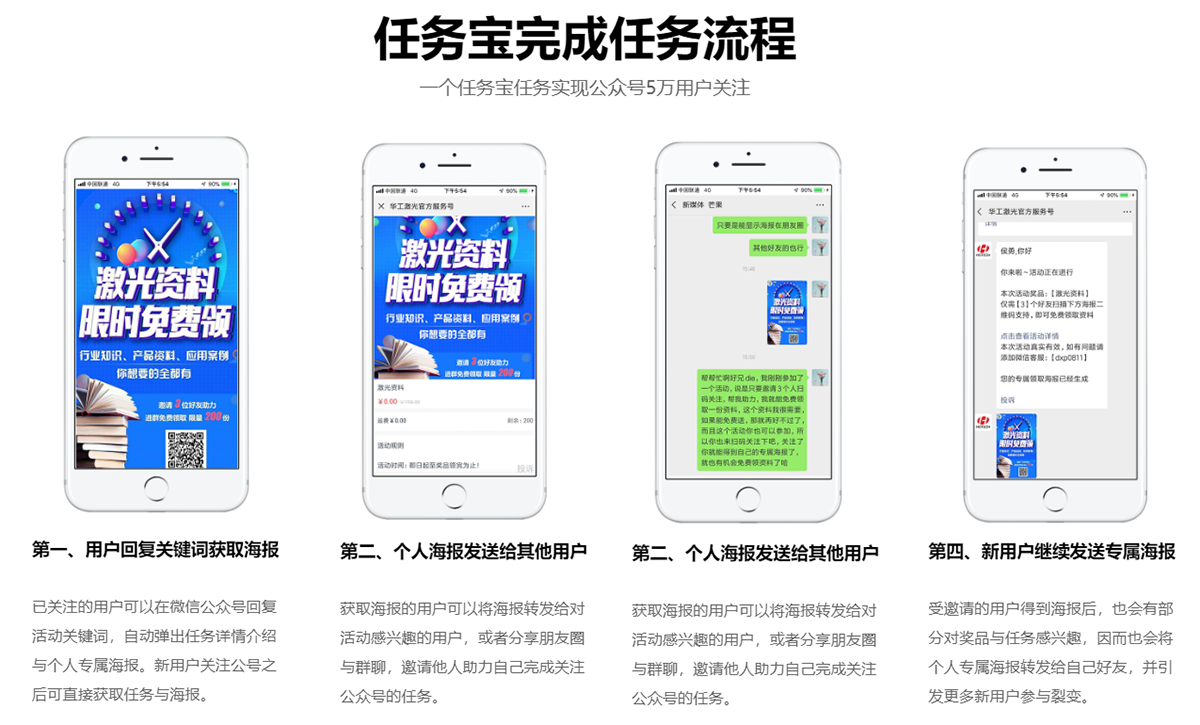 任务宝完成任务流程
一个任务宝任务实现公众号5万用户关注
中国联通 4G 下午5:54 90%
激光资料
限时免费领
行业知识、产品资料、应用案例
你想要的全都有
邀请 3 位好友助力
进群免费领取 限量 200 份
中国联通 4G 下午5:54 90%
华工激光官方服务号
激光资料
限时免费领
行业知识、产品资料、应用案例
你想要的全都有
邀请 3 位好友助力
进群免费领取 限量 200 份
激光资料
￥0.00
运费￥0.00 剩余: 200
活动规则
活动时间: 即日起至奖品领完为止!
投诉
中国联通 4G 下午5:54 90%
新媒体 芒果
只要是能显示海报在朋友圈
其他好友的也行
激光资料
限时免费领
帮帮忙啊好兄die，我刚刚参加了
一个活动，说是只要邀请3个人扫
码关注，帮我助力，我就能免费领
取一份资料，这个资料我很需要，
如果能免费送，那就再好不过了，
而且这个活动你也可以参加，所
以你也来扫码关注下吧，关注了
你就能得到自己的专属海报了，
就也有机会免费领资料了哈
中国联通 4G 下午5:54 90%
华工激光官方服务号
详情
侯勇,你好
你来啦~活动正在进行
本次活动奖品:【激光资料】
仅需【3】个好友扫描下方海报二
维码支持，即可免费领取资料
点击查看活动详情
本次活动真实有效，如有问题请
添加微信客服:【dxp0811】
您的专属领取海报已经生成
投诉
激光资料
限时免费领
第一、用户回复关键词获取海报
已关注的用户可以在微信公众号回复
活动关键词，自动弹出任务详情介绍
与个人专属海报。新用户关注公号之
后可直接获取任务与海报。
第二、个人海报发送给其他用户
获取海报的用户可以将海报转发给对
活动感兴趣的用户，或者分享朋友圈
与群聊，邀请他人助力自己完成关注
公众号的任务。
第二、个人海报发送给其他用户
获取海报的用户可以将海报转发给对
活动感兴趣的用户，或者分享朋友圈
与群聊，邀请他人助力自己完成关注
公众号的任务。
第四、新用户继续发送专属海报
受邀请的用户得到海报后，也会有部
分对奖品与任务感兴趣，因而也会将
个人专属海报转发给自己好友，并引
发更多新用户参与裂变。